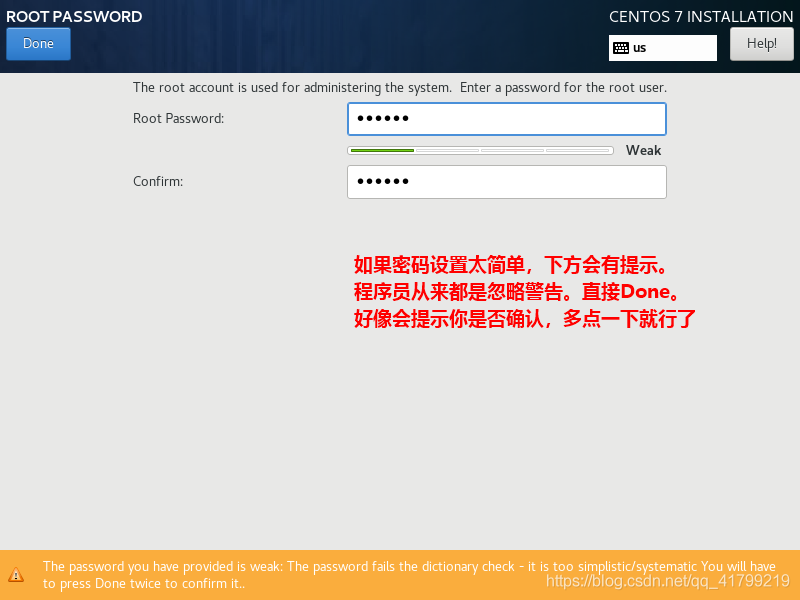 ROOT PASSWORD
CENTOS 7 INSTALLATION
Done
us
Help!
The root account is used for administering the system.  Enter a password for the root user.
Root Password:
••••••
Weak
Confirm:
••••••
如果密码设置太简单，下方会有提示。
程序员从来都是忽略警告。直接Done。
好像会提示你是否确认，多点一下就行了
The password you have provided is weak: The password fails the dictionary check - it is too simplistic/systematic You will have
to press Done twice to confirm it..
https://blog.csdn.net/qq_41799219